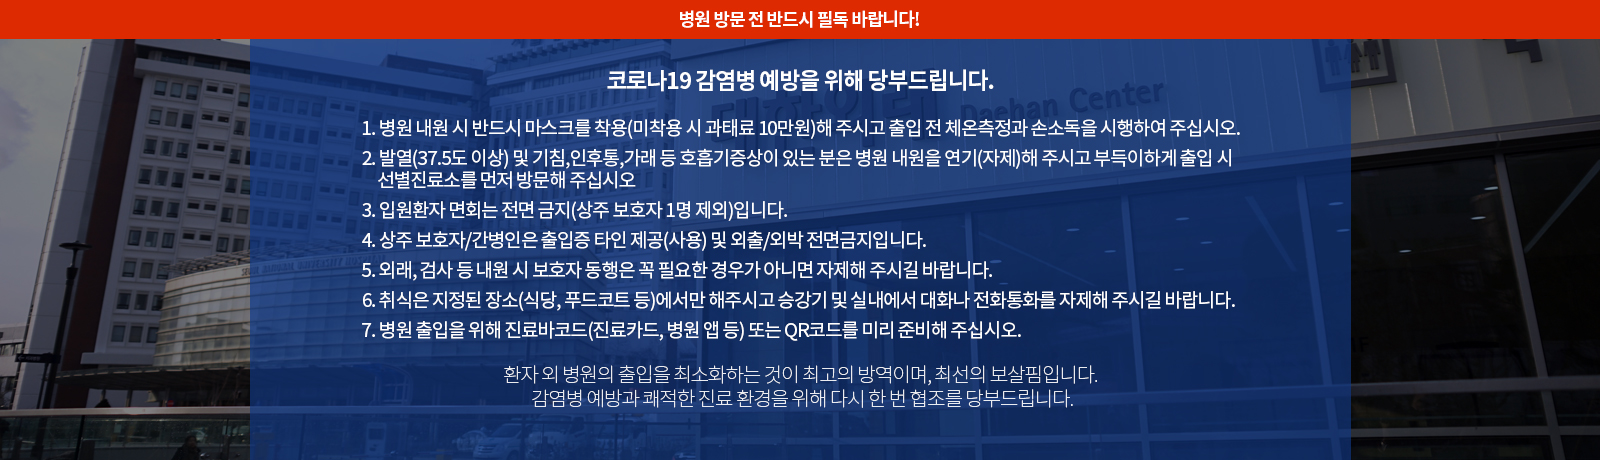 병원 방문 전 반드시 필독 바랍니다!
코로나19 감염병 예방을 위해 당부드립니다.
대한외래 Daehan Center
1. 병원 내원 시 반드시 마스크를 착용(미착용 시 과태료 10만원)해 주시고 출입 전 체온측정과 손소독을 시행하여 주십시오.
2. 발열(37.5도 이상) 및 기침,인후통,가래 등 호흡기증상이 있는 분은 병원 내원을 연기(자제)해 주시고 부득이하게 출입 시
선별진료소를 먼저 방문해 주십시오
3. 입원환자 면회는 전면 금지(상주 보호자 1명 제외)입니다.
4. 상주 보호자/간병인은 출입증 타인 제공(사용) 및 외출/외박 전면금지입니다.
5. 외래, 검사 등 내원 시 보호자 동행은 꼭 필요한 경우가 아니면 자제해 주시길 바랍니다.
6. 취식은 지정된 장소(식당, 푸드코트 등)에서만 해주시고 승강기 및 실내에서 대화나 전화통화를 자제해 주시길 바랍니다.
7. 병원 출입을 위해 진료바코드(진료카드, 병원 앱 등) 또는 QR코드를 미리 준비해 주십시오.
환자 외 병원의 출입을 최소화하는 것이 최고의 방역이며, 최선의 보살핌입니다.
감염병 예방과 쾌적한 진료 환경을 위해 다시 한 번 협조를 당부드립니다.